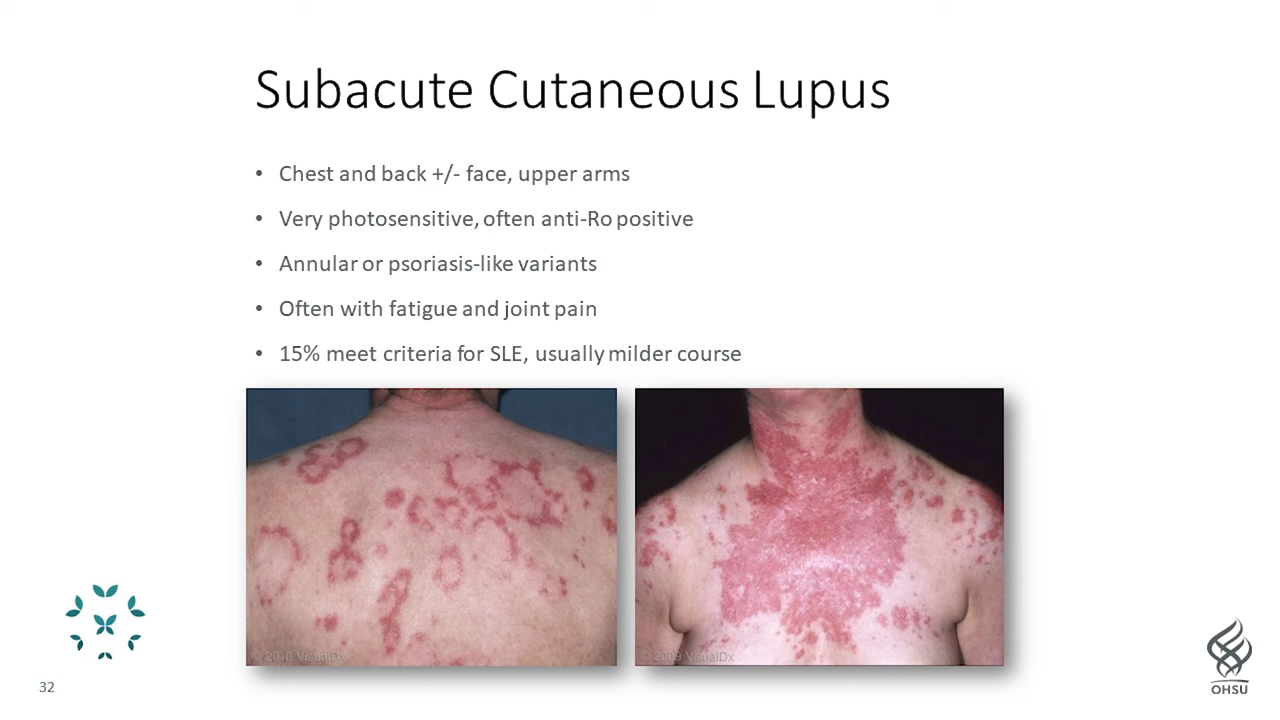 Subacute Cutaneous Lupus
• Chest and back +/- face, upper arms
• Very photosensitive, often anti-Ro positive
• Annular or psoriasis-like variants
• Often with fatigue and joint pain
• 15% meet criteria for SLE, usually milder course
© 2010 VisualDx
© 2009 VisualDx
32
OHSU